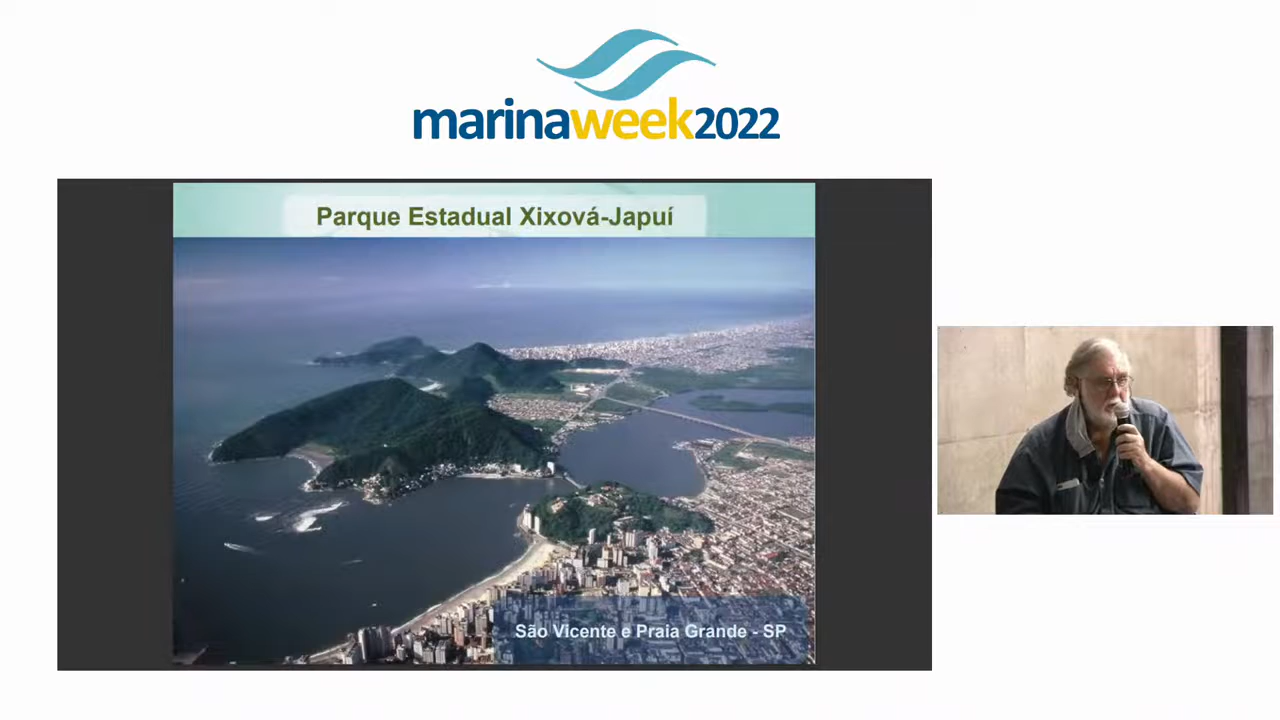 marinaweek2022
Parque Estadual Xixová-Japuí
São Vicente e Praia Grande - SP